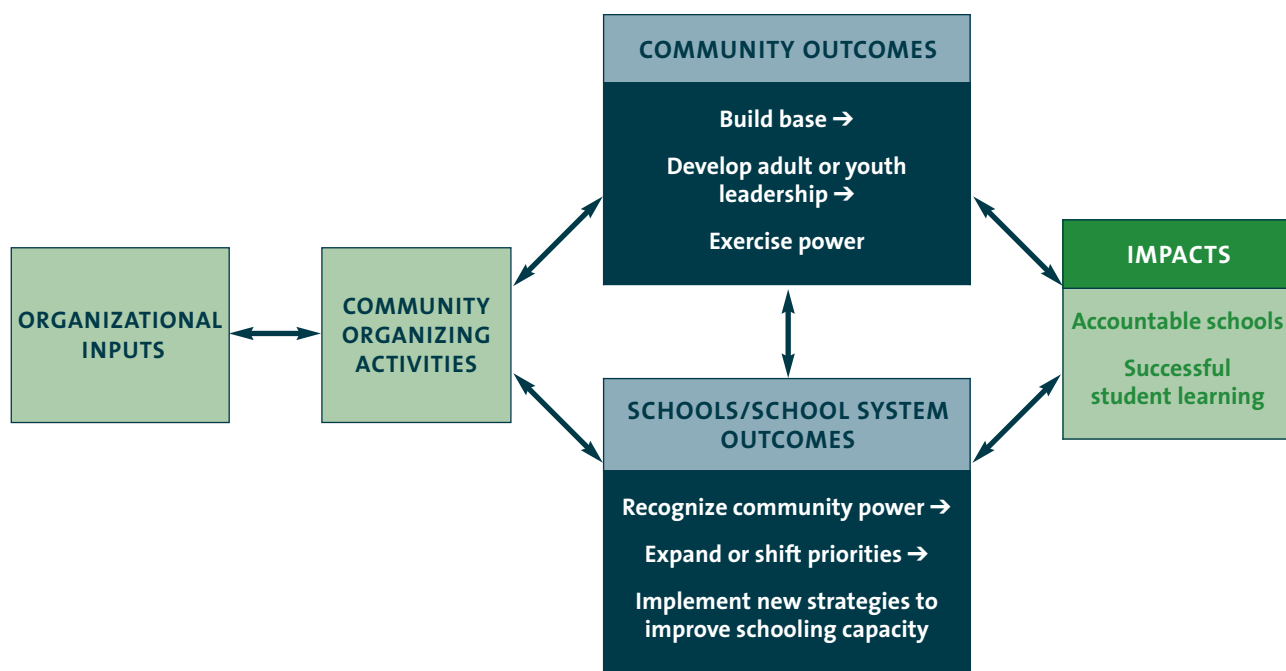 ORGANIZATIONAL
INPUTS
COMMUNITY
ORGANIZING
ACTIVITIES
COMMUNITY OUTCOMES
Build base ➔
Develop adult or youth
leadership ➔
Exercise power
SCHOOLS/SCHOOL SYSTEM
OUTCOMES
Recognize community power ➔
Expand or shift priorities ➔
Implement new strategies to
improve schooling capacity
IMPACTS
Accountable schools
Successful
student learning